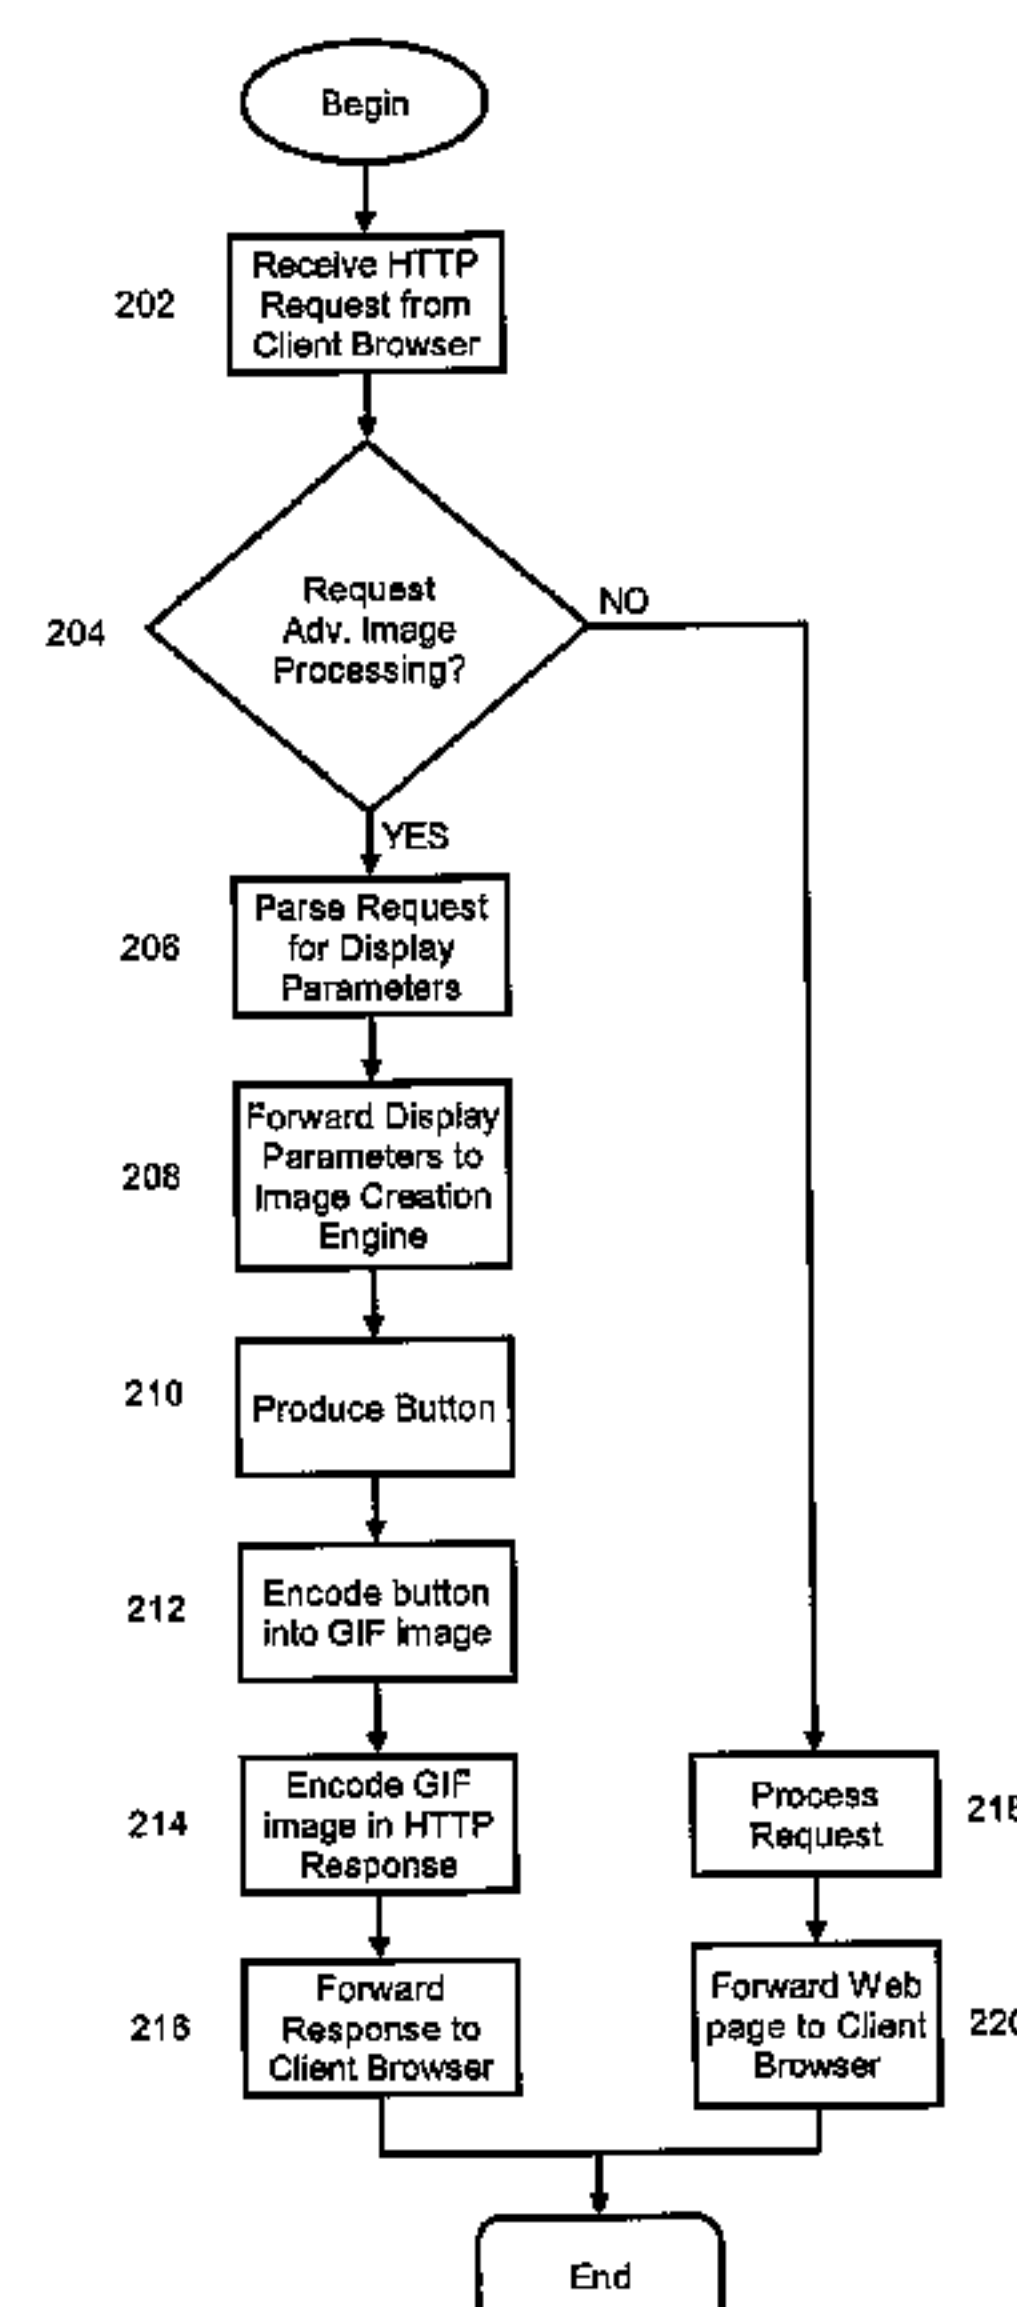 Begin
202
Receive HTTP
Request from
Client Browser
204
Request
Adv. Image
Processing?
NO
YES
206
Parse Request
for Display
Parameters
208
Forward Display
Parameters to
Image Creation
Engine
210
Produce Button
212
Encode button
into GIF image
214
Encode GIF
image in HTTP
Response
Process
Request
216
Forward
Response to
Client Browser
Forward Web
page to Client
Browser
End